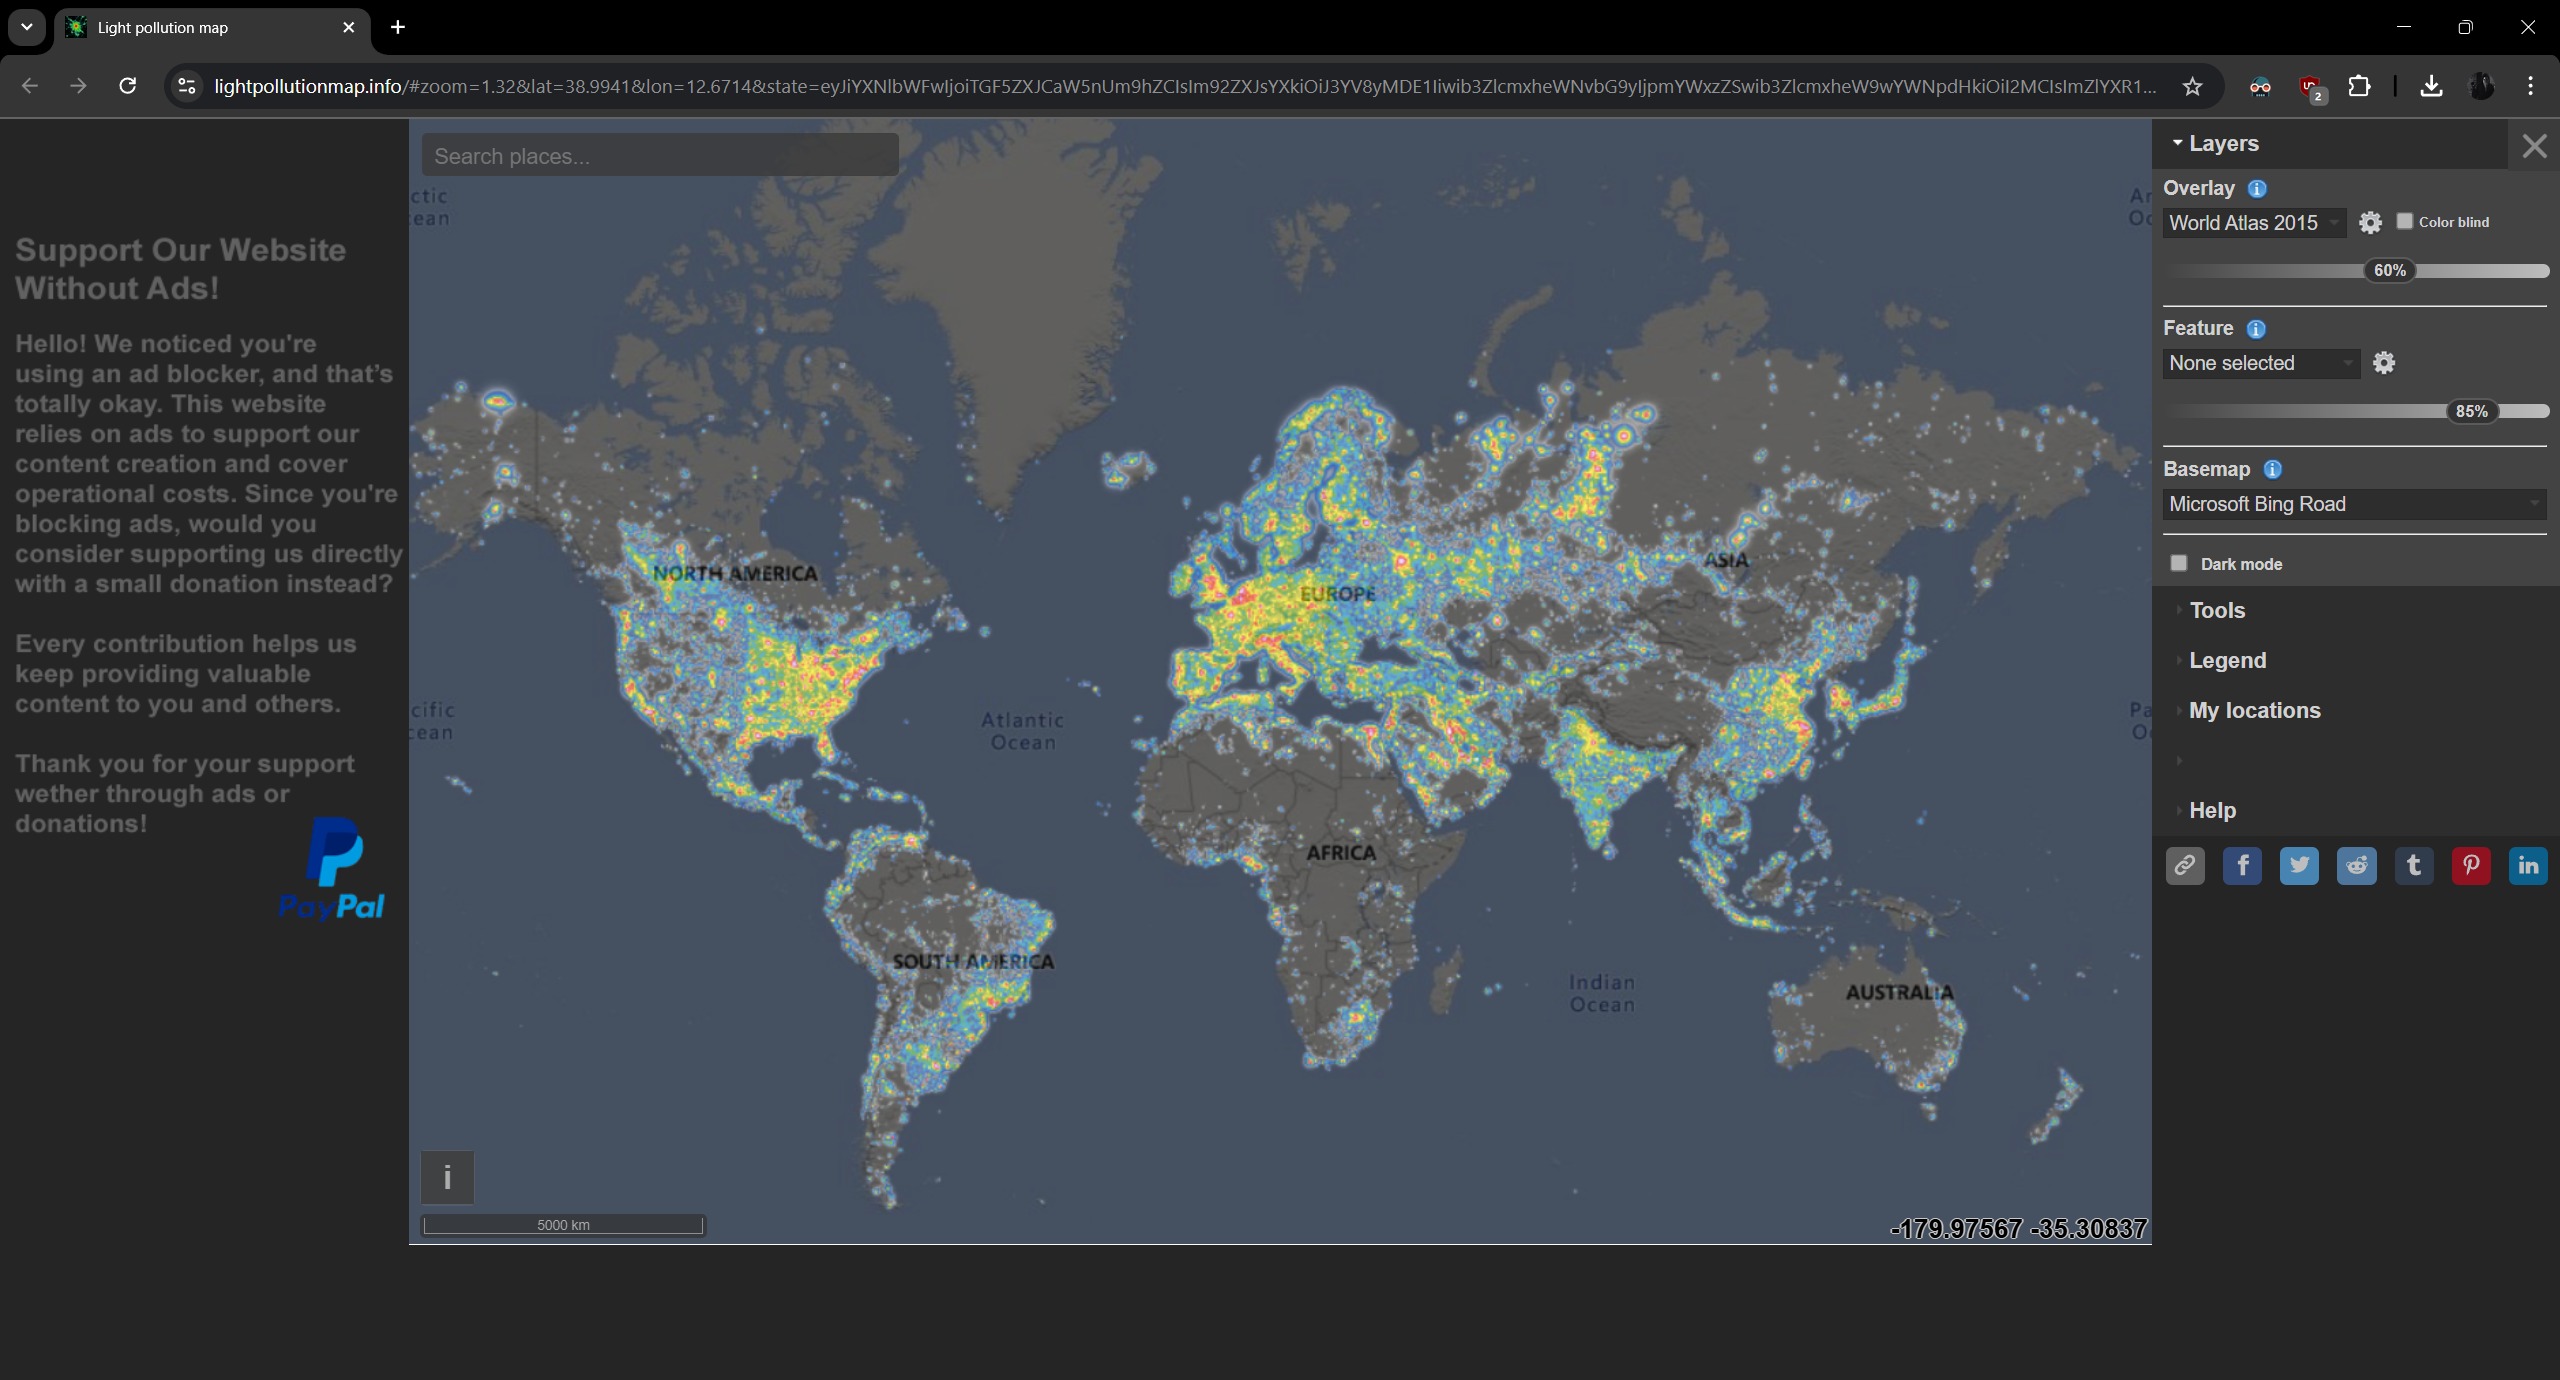 Light pollution map
lightpollutionmap.info/#zoom=1.32&lat=38.9941&lon=12.6714&state=eyJiYXNlbWFwIjoiTGF5ZXJCaW5nUm9hZCIsIm92ZXJsYXkiOiJ3YV8yMDE1Iiwib3ZlcmxheWNvbG9yIjpmYWxzZSwib3ZlcmxheW9wYWNpdHkiOiI2MCIsImZlYXR1...
2
Support Our Website
Without Ads!
Hello! We noticed you're
using an ad blocker, and that's
totally okay. This website
relies on ads to support our
content creation and cover
operational costs. Since you're
blocking ads, would you
consider supporting us directly
with a small donation instead?
Every contribution helps us
keep providing valuable
content to you and others.
Thank you for your support
wether through ads or
donations!
PayPal
Search places...
ctic
ean
Ar
Oc
NORTH AMERICA
EUROPE
ASIA
cific
cean
Atlantic
Ocean
Pa
O
AFRICA
SOUTH AMERICA
Indian
Ocean
AUSTRALIA
i
5000 km
-179.97567 -35.30837
Layers
Overlay
World Atlas 2015
Color blind
60%
Feature
None selected
85%
Basemap
Microsoft Bing Road
Dark mode
Tools
Legend
My locations
Help